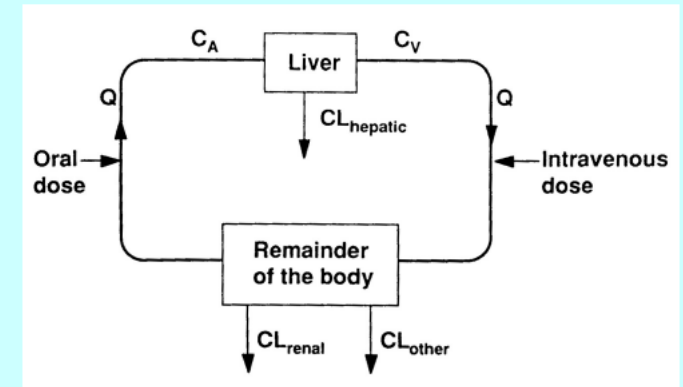 C_A
Liver
C_V
Q
Q
CL_hepatic
Oral
dose
Intravenous
dose
Remainder
of the body
CL_renal
CL_other